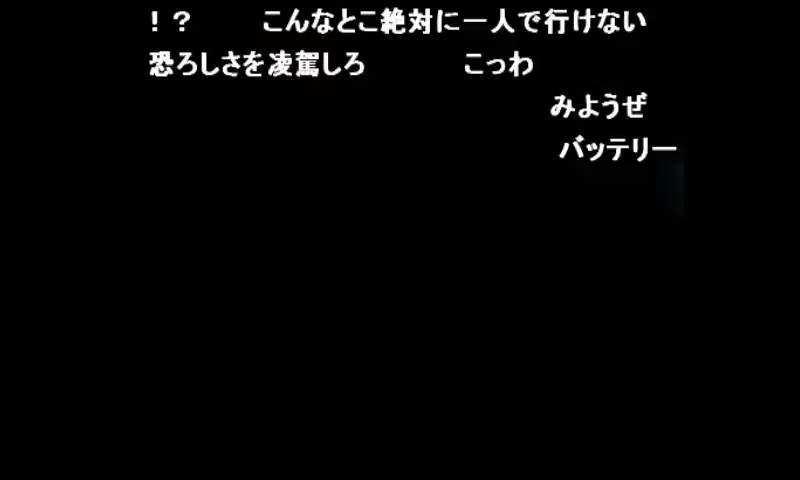 ！？　　こんなとこ絶対に一人で行けない
恐ろしさを凌駕しろ　　　こっわ
みようぜ
バッテリー